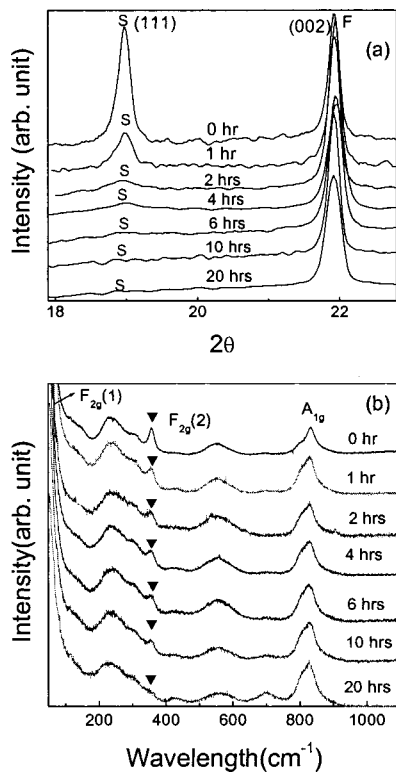 S (111)
(002) F
(a)
S
0 hr
1 hr
S
2 hrs
S
4 hrs
S
6 hrs
S
10 hrs
S
20 hrs
18 20 22
2θ
Intensity (arb. unit)
(b)
F2g(1)
F2g(2)
A1g
0 hr
1 hr
2 hrs
4 hrs
6 hrs
10 hrs
20 hrs
200 400 600 800 1000
Wavelength(cm-1)
Intensity(arb. unit)